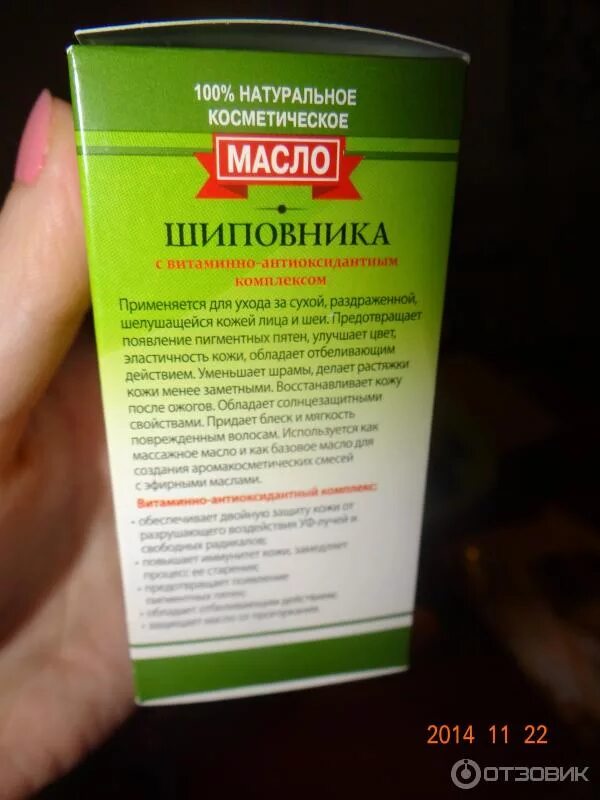 100% НАТУРАЛЬНОЕ
КОСМЕТИЧЕСКОЕ
МАСЛО
ШИПОВНИКА
с витаминно-антиоксидантным
комплексом
Применяется для ухода за сухой, раздраженной,
шелушащейся кожей лица и шеи. Предотвращает
появление пигментных пятен, улучшает цвет,
эластичность кожи, обладает отбеливающим
действием. Уменьшает шрамы, делает растяжки
кожи менее заметными. Восстанавливает кожу
после ожогов. Обладает солнцезащитными
свойствами. Придает блеск и мягкость
поврежденным волосам. Используется как
массажное масло и как базовое масло для
создания аромакосметических смесей
с эфирными маслами.
Витаминно-антиоксидантный комплекс:
• обеспечивает двойную защиту кожи от
разрушающего воздействия УФ-лучей и
свободных радикалов;
• повышает иммунитет кожи, замедляет
процесс ее старения;
• предотвращает появление
пигментных пятен;
• обладает отбеливающим действием;
• защищает масло от прогоркания.
2014 11 22
ОТЗОВИК